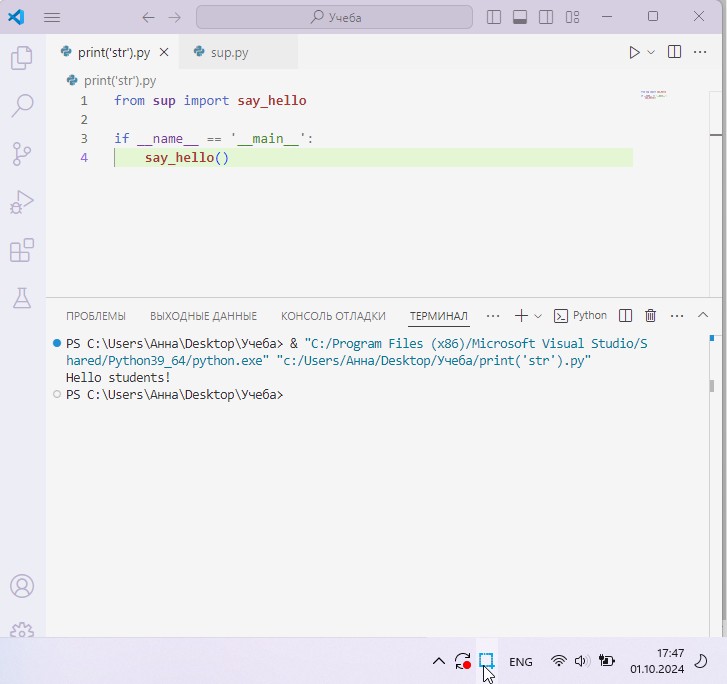 Учеба
print('str').py
sup.py
print('str').py
1 from sup import say_hello
2
3 if __name__ == '__main__':
4 say_hello()
ПРОБЛЕМЫ ВЫХОДНЫЕ ДАННЫЕ КОНСОЛЬ ОТЛАДКИ ТЕРМИНАЛ ... Python ...
PS C:\Users\Анна\Desktop\Учеба> & "C:/Program Files (x86)/Microsoft Visual Studio/S
hared/Python39_64/python.exe" "c:/Users/Анна/Desktop/Учеба/print('str').py"
Hello students!
PS C:\Users\Анна\Desktop\Учеба>
ENG
17:47
01.10.2024